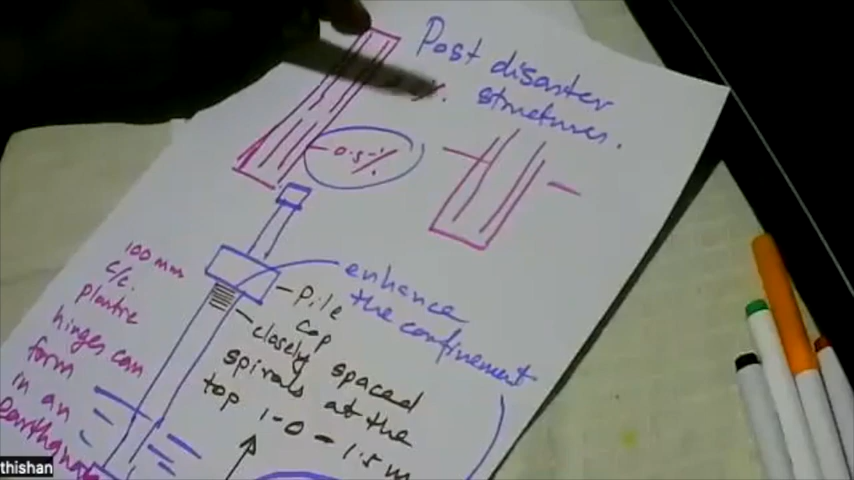 Post disaster
structures.
%.
0.5%
100 mm
c/c.
plastic
hinges can
form
in an
enhance
the confinement
pile
cap
closely spaced
spirals at the
top 1.0 - 1.5 m
thishan